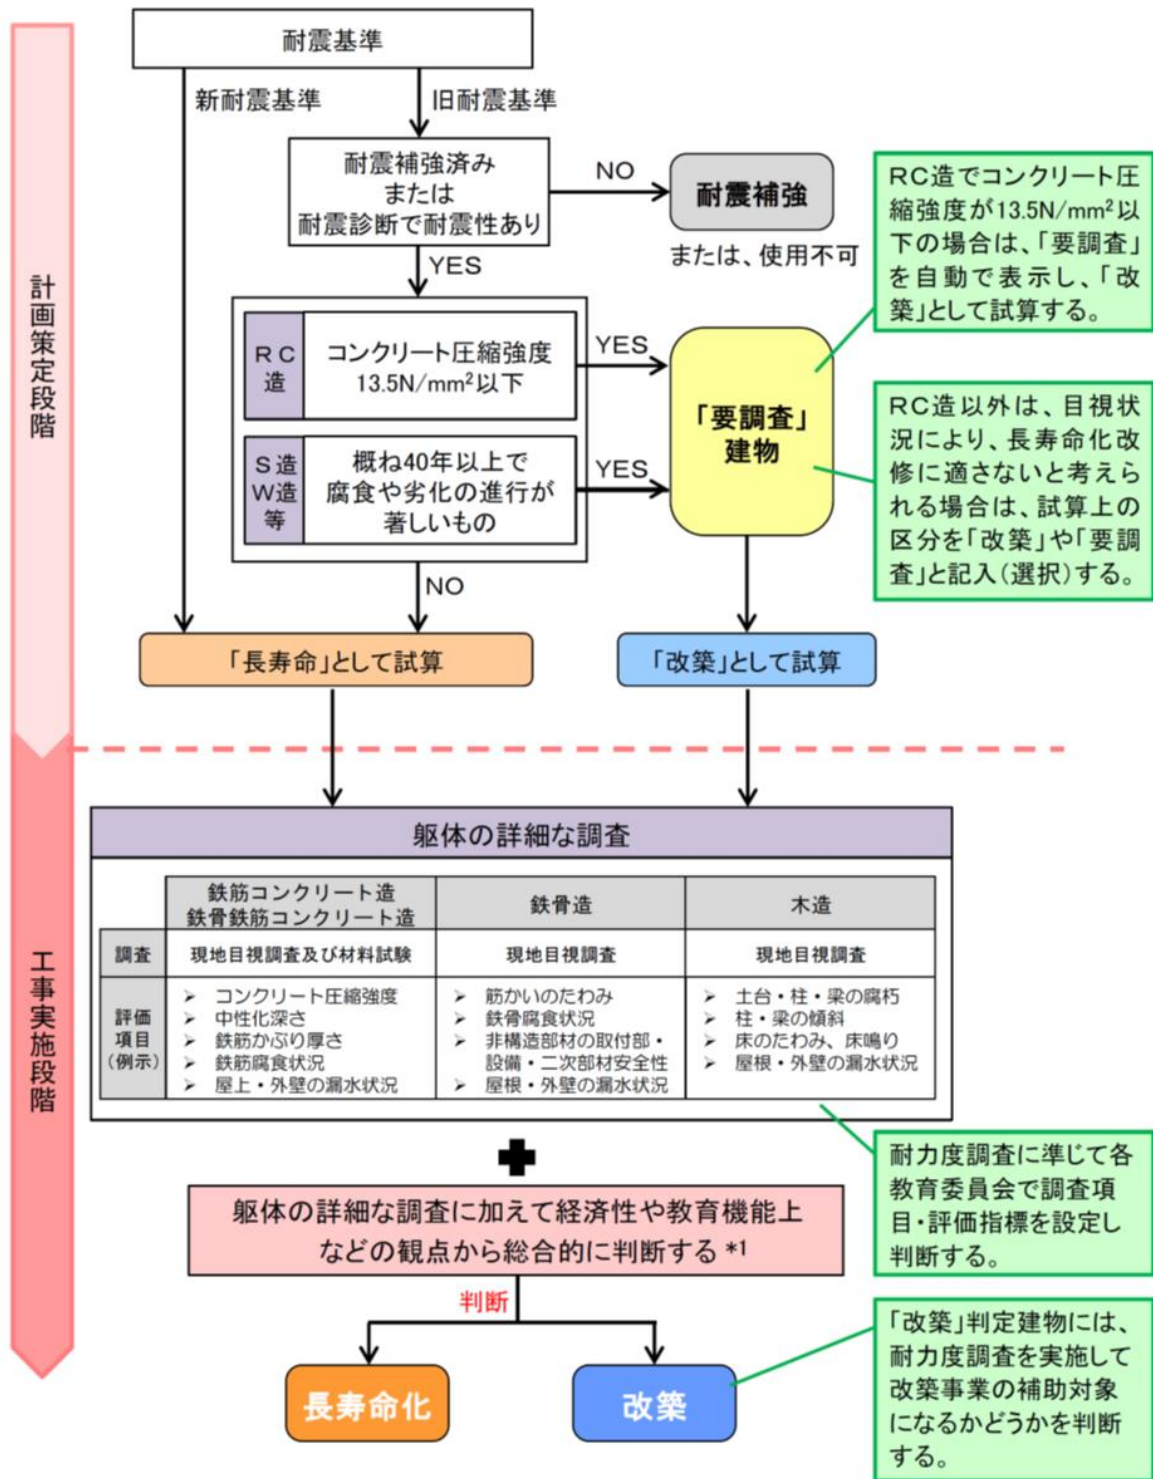 耐震基準
新耐震基準
旧耐震基準
耐震補強済み
または
耐震診断で耐震性あり
NO
耐震補強
または、使用不可
YES
RC造でコンクリート圧
縮強度が13.5N/mm²以
下の場合は、「要調査」
を自動で表示し、「改
築」として試算する。
計画策定段階
RC
造
コンクリート圧縮強度
13.5N/mm²以下
YES
S造
W造
等
概ね40年以上で
腐食や劣化の進行が
著しいもの
YES
「要調査」
建物
RC造以外は、目視状
況により、長寿命化改
修に適さないと考えら
れる場合は、試算上の
区分を「改築」や「要調
査」と記入(選択)する。
NO
「長寿命」として試算
「改築」として試算
工事実施段階
躯体の詳細な調査
鉄筋コンクリート造
鉄骨鉄筋コンクリート造
鉄骨造
木造
調査
現地目視調査及び材料試験
現地目視調査
現地目視調査
評価
項目
(例示)
➢ コンクリート圧縮強度
➢ 中性化深さ
➢ 鉄筋かぶり厚さ
➢ 鉄筋腐食状況
➢ 屋上・外壁の漏水状況
➢ 筋かいのたわみ
➢ 鉄骨腐食状況
➢ 非構造部材の取付部・
設備・二次部材安全性
➢ 屋根・外壁の漏水状況
➢ 土台・柱・梁の腐朽
➢ 柱・梁の傾斜
➢ 床のたわみ、床鳴り
➢ 屋根・外壁の漏水状況
耐力度調査に準じて各
教育委員会で調査項
目・評価指標を設定し
判断する。
躯体の詳細な調査に加えて経済性や教育機能上
などの観点から総合的に判断する *1
判断
長寿命化
改築
「改築」判定建物には、
耐力度調査を実施して
改築事業の補助対象
になるかどうかを判断
する。